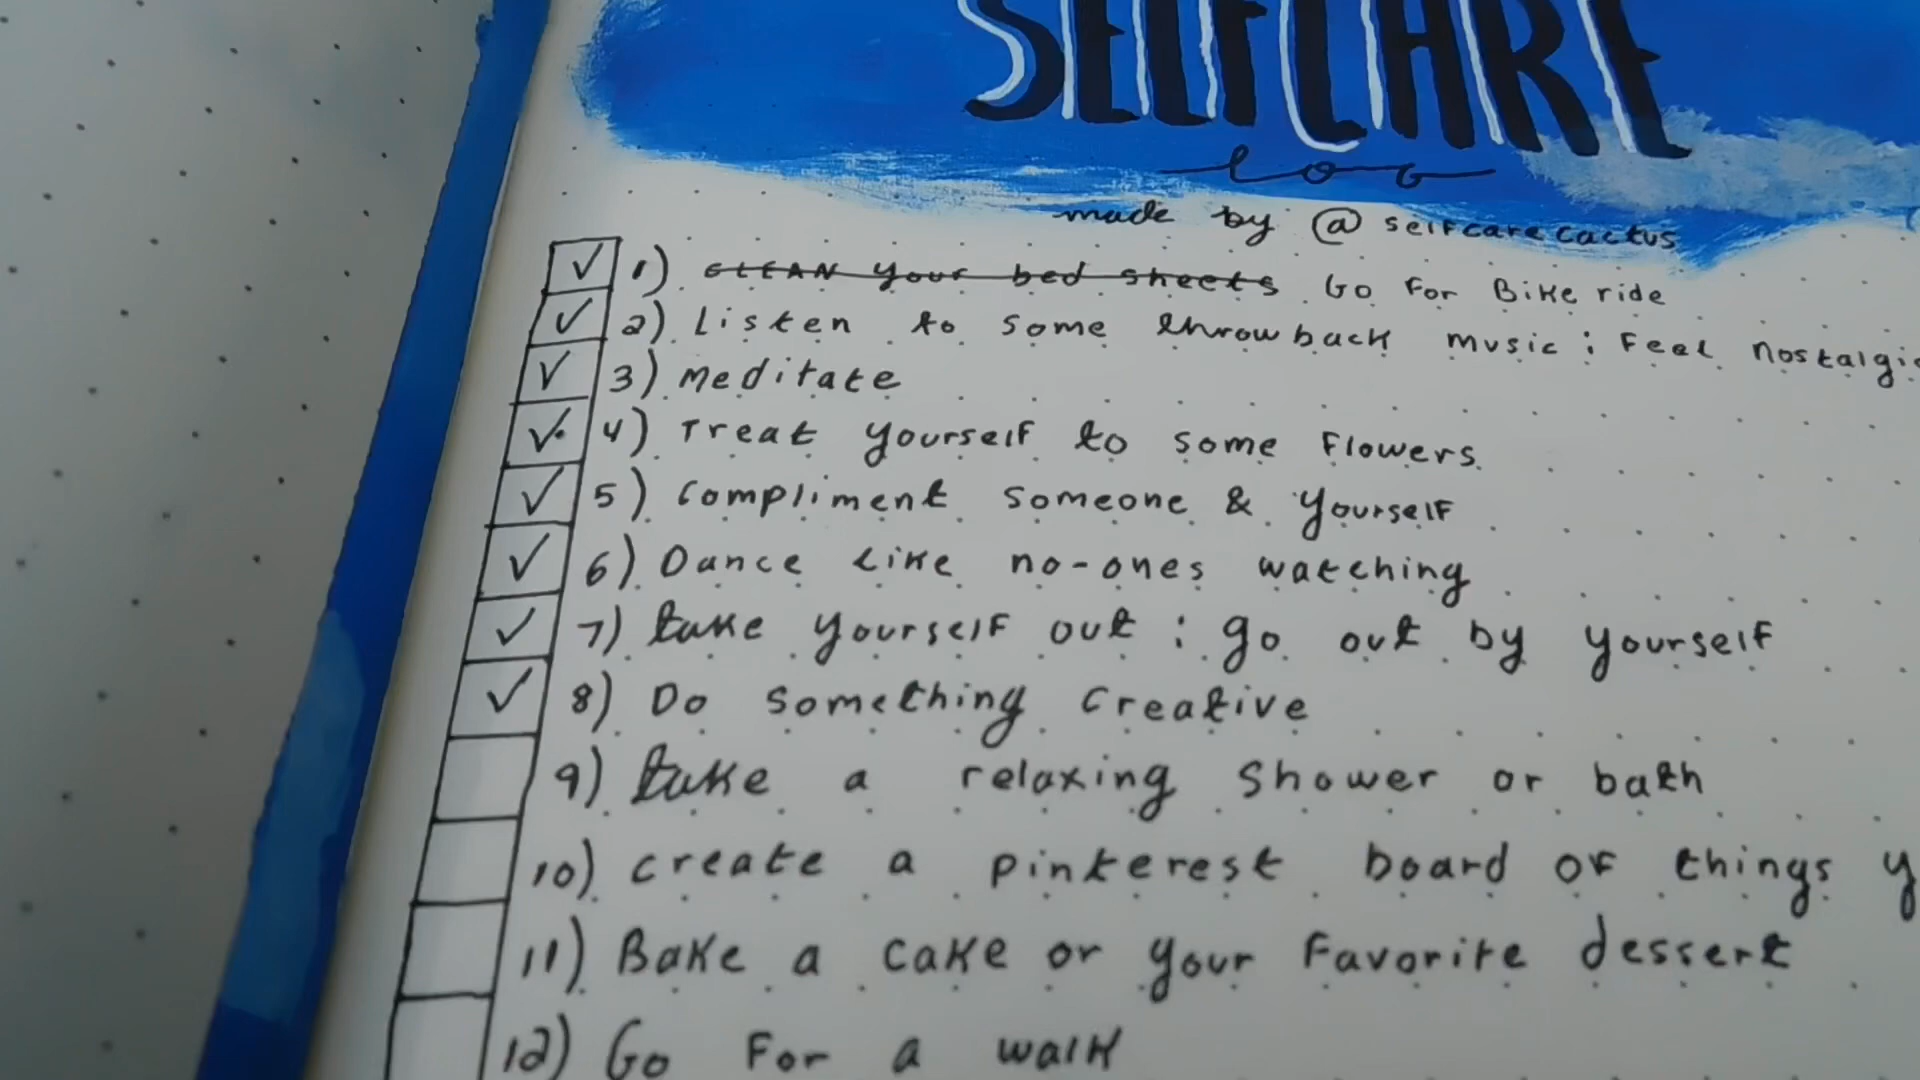 SELFCARE
log
made by @selfcarecactus
1) CLEAN your bed sheets Go For Bike ride
2) Listen to some throwback music : Feel nostalgic
3) Meditate
4) Treat yourself to some Flowers
5) compliment someone & yourself
6) Dance like no-ones watching
7) take yourself out : go out by yourself
8) Do something creative
9) take a relaxing shower or bath
10) create a pinterest board of things y
11) Bake a cake or your Favorite dessert
12) Go For a walk